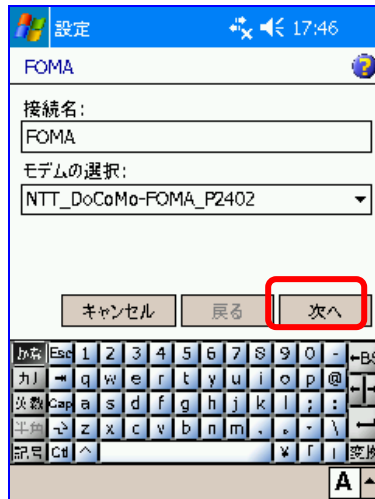 設定 17:46
FOMA
接続名:
FOMA
モデムの選択:
NTT_DoCoMo-FOMA_P2402
キャンセル 戻る 次へ
かな Esc 1 2 3 4 5 6 7 8 9 0 - ←BS
カナ q w e r t y u i o p @
英数 Cap a s d f g h j k l ; :
半角 z x c v b n m , . - \
記号 Ctl ^ ¥ 「 | 変換
A